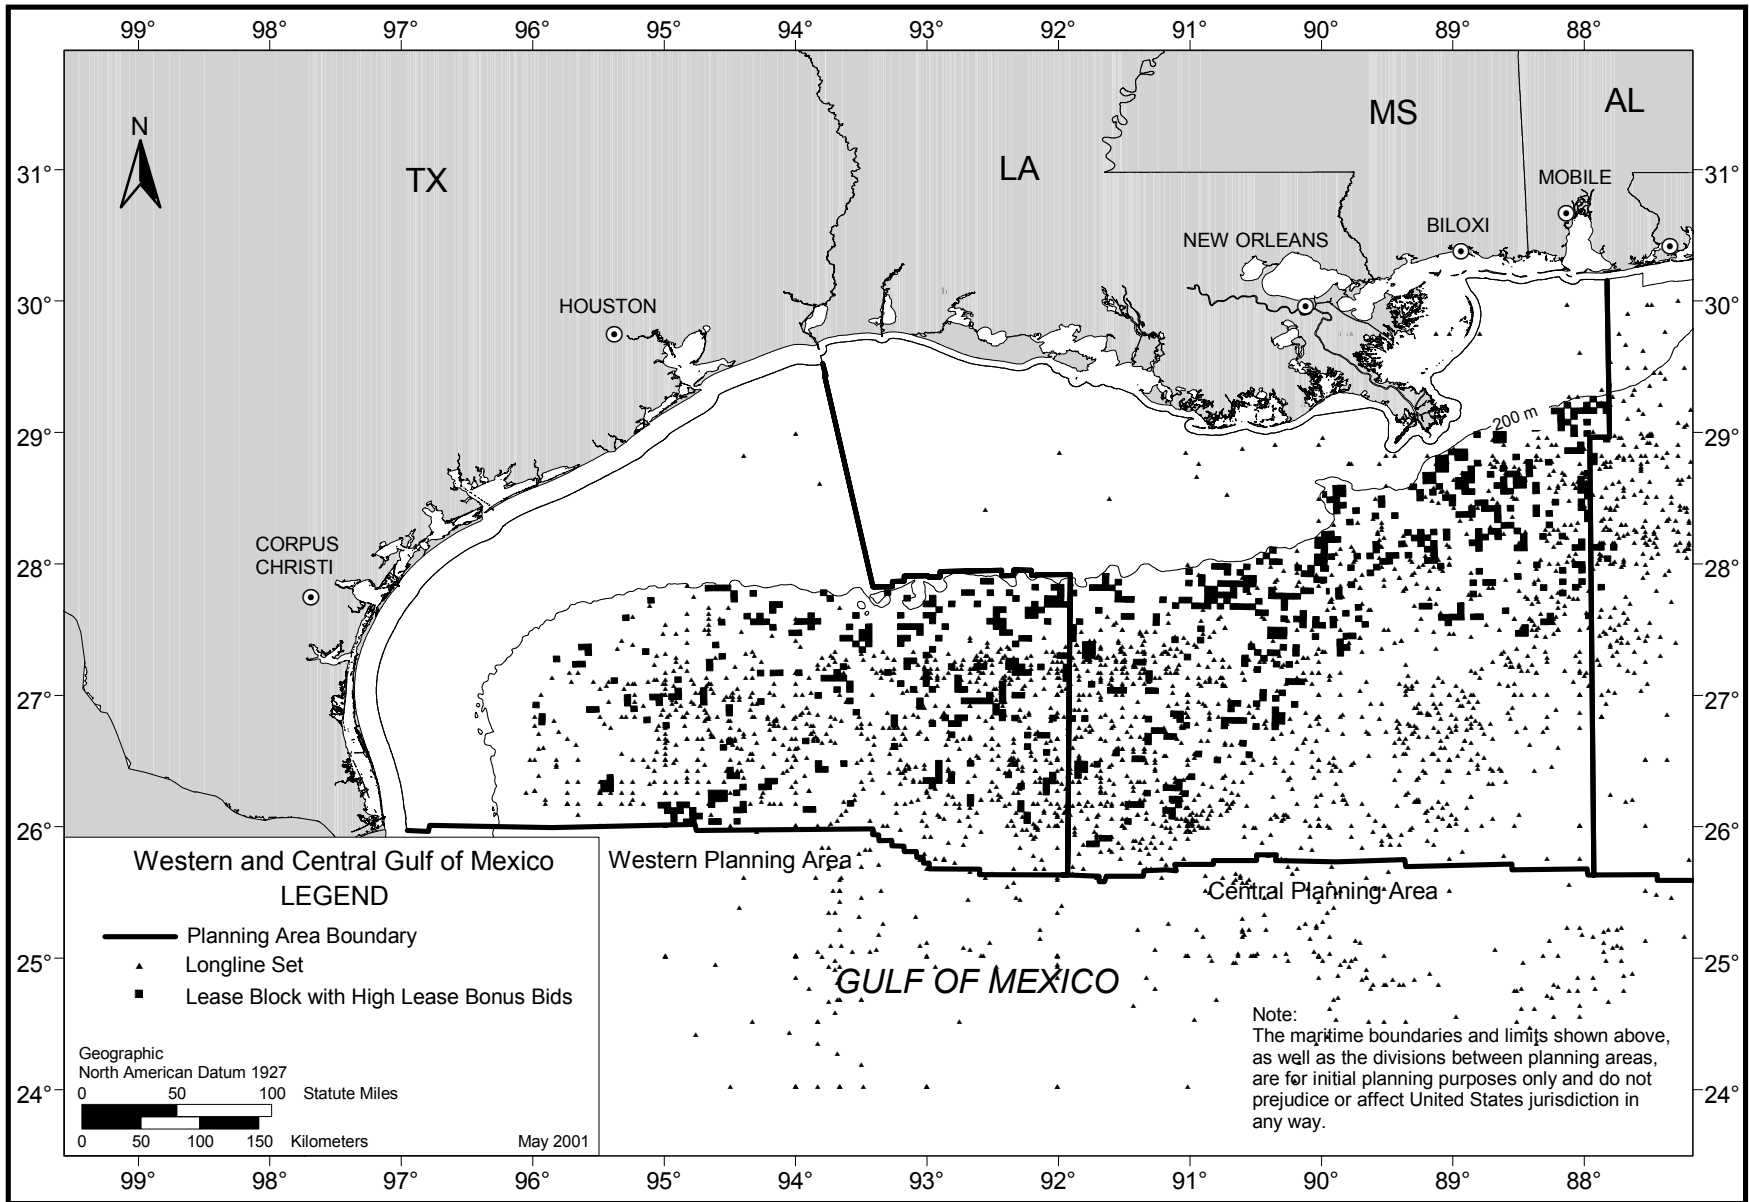 99° 98° 97° 96° 95° 94° 93° 92° 91° 90° 89° 88°
N
TX
LA
MS
AL
31° 31°
MOBILE
BILOXI
NEW ORLEANS
30° 30°
HOUSTON
29° 29°
200 m
CORPUS
CHRISTI
28° 28°
27° 27°
26° 26°
Western Planning Area
Central Planning Area
25° 25°
GULF OF MEXICO
24° 24°
Western and Central Gulf of Mexico
LEGEND
Planning Area Boundary
Longline Set
Lease Block with High Lease Bonus Bids
Geographic
North American Datum 1927
0 50 100 Statute Miles
0 50 100 150 Kilometers
May 2001
Note:
The maritime boundaries and limits shown above,
as well as the divisions between planning areas,
are for initial planning purposes only and do not
prejudice or affect United States jurisdiction in
any way.
99° 98° 97° 96° 95° 94° 93° 92° 91° 90° 89° 88°